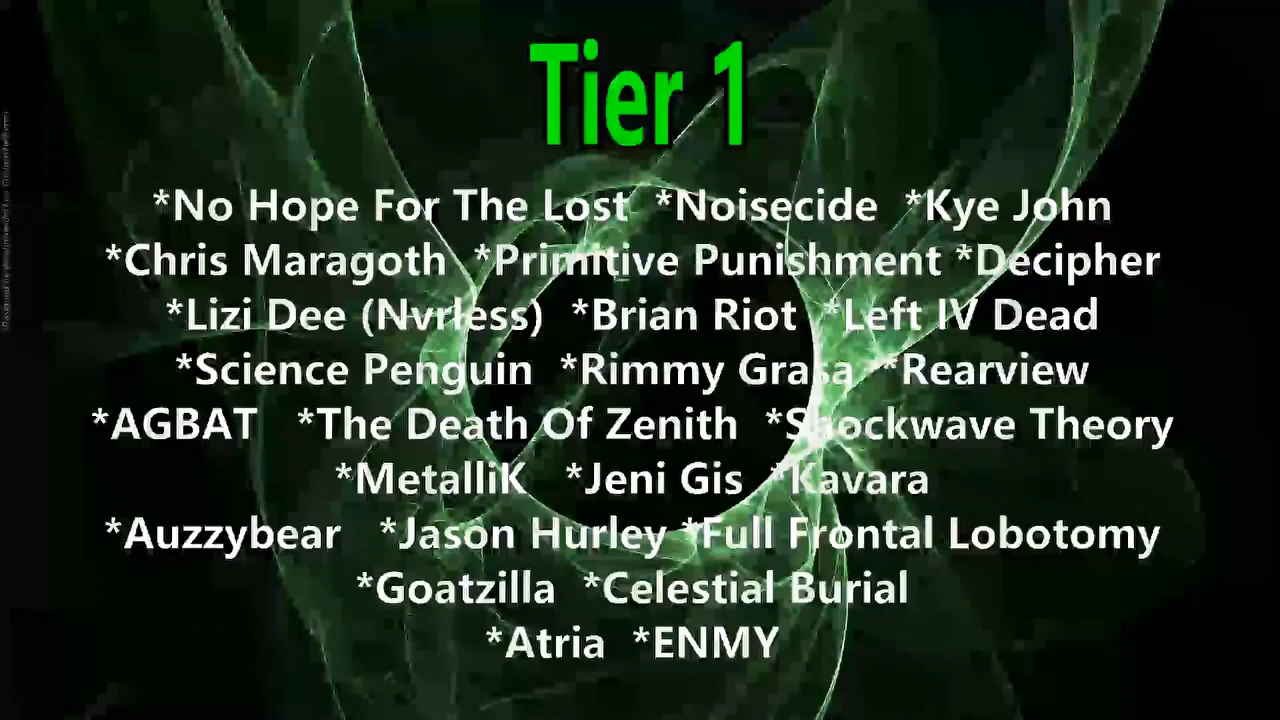 Tier 1
*No Hope For The Lost *Noisecide *Kye John
*Chris Maragoth *Primitive Punishment *Decipher
*Lizi Dee (Nvrless) *Brian Riot *Left IV Dead
*Science Penguin *Rimmy Grasa *Rearview
*AGBAT *The Death Of Zenith *Shockwave Theory
*MetalliK *Jeni Gis *Kavara
*Auzzybear *Jason Hurley *Full Frontal Lobotomy
*Goatzilla *Celestial Burial
*Atria *ENMY